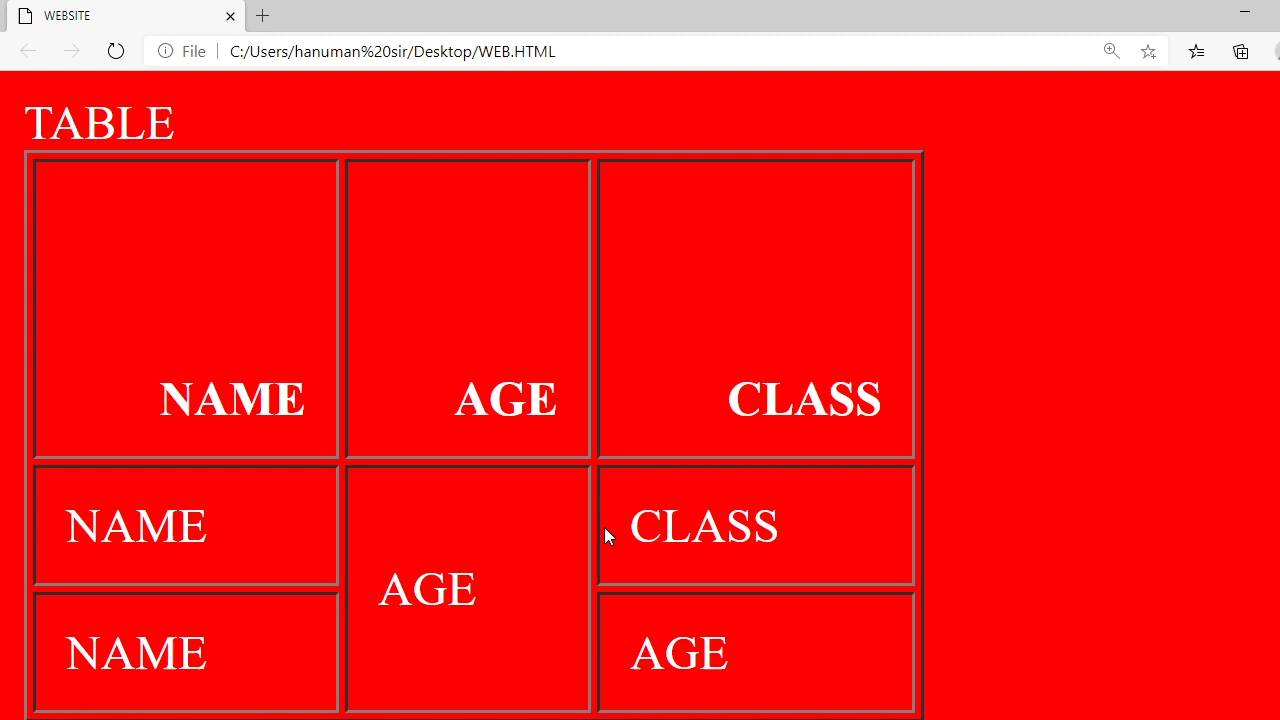 WEBSITE
File | C:/Users/hanuman%20sir/Desktop/WEB.HTML
TABLE
NAME AGE CLASS
NAME AGE CLASS
NAME AGE